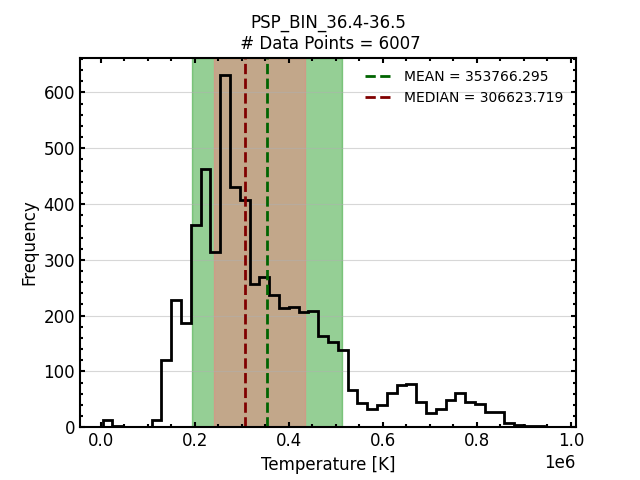 PSP_BIN_36.4-36.5
# Data Points = 6007
MEAN = 353766.295
MEDIAN = 306623.719
Frequency
600
500
400
300
200
100
0
0.0 0.2 0.4 0.6 0.8 1.0
Temperature [K]
1e6